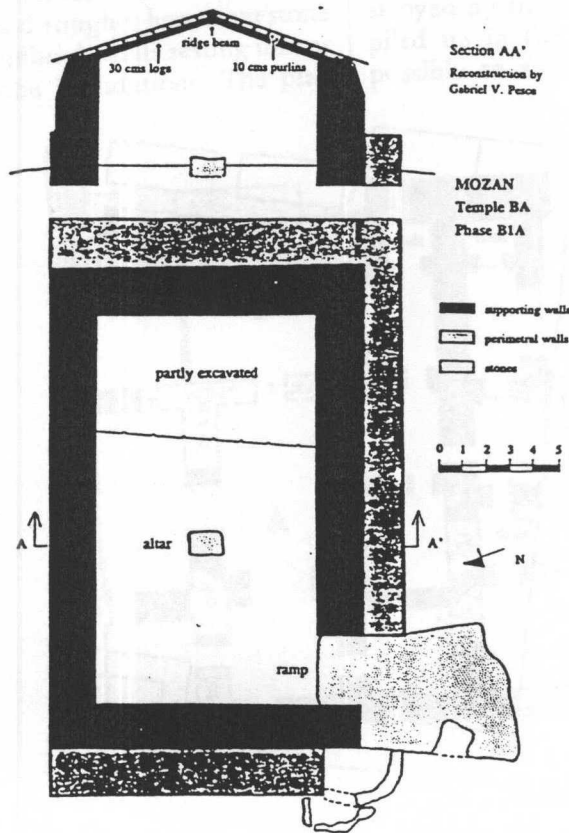 ridge beam
30 cms logs
10 cms purlins
Section AA'
Reconstruction by
Gabriel V. Pesca
MOZAN
Temple BA
Phase B1A
supporting walls
perimetral walls
stones
partly excavated
0 1 2 3 4 5
A
altar
A'
N
ramp